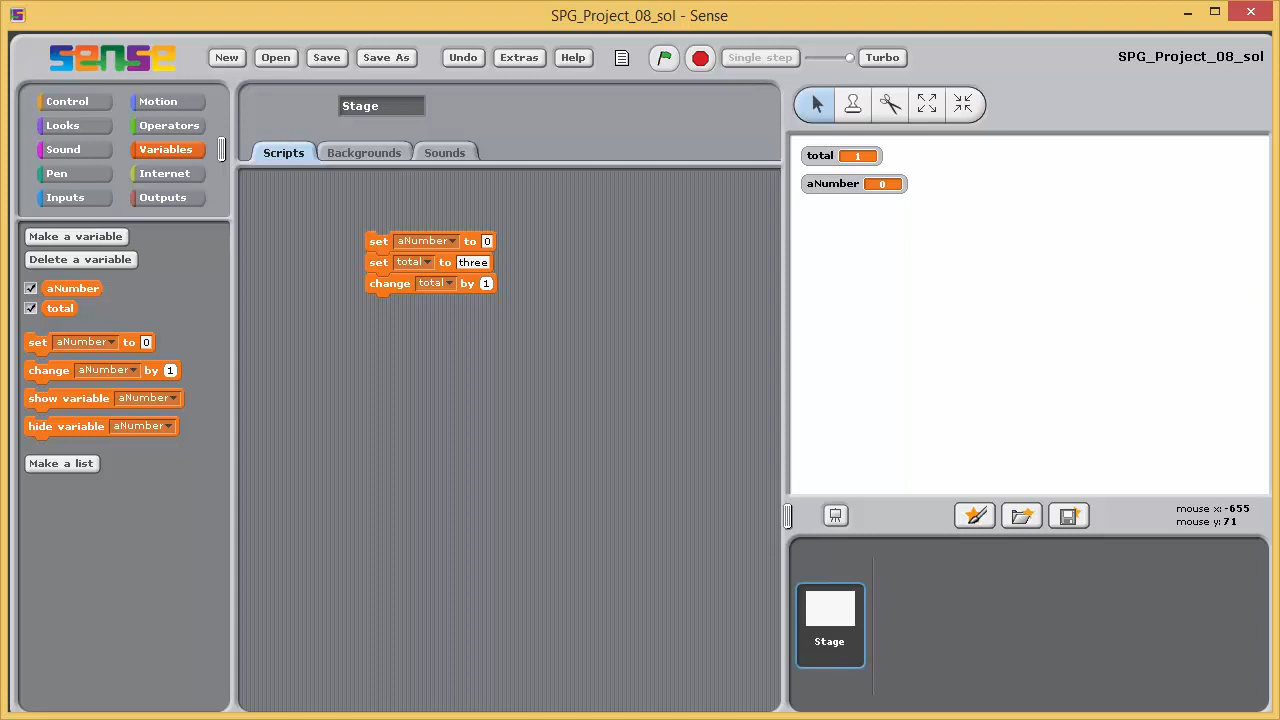 SPG_Project_08_sol - Sense
sense New Open Save Save As Undo Extras Help Single step Turbo SPG_Project_08_sol
Control Motion
Looks Operators
Sound Variables
Pen Internet
Inputs Outputs
Make a variable
Delete a variable
aNumber
total
set aNumber to 0
change aNumber by 1
show variable aNumber
hide variable aNumber
Make a list
Stage
Scripts Backgrounds Sounds
set aNumber to 0
set total to three
change total by 1
total 1
aNumber 0
mouse x: -655
mouse y: 71
Stage